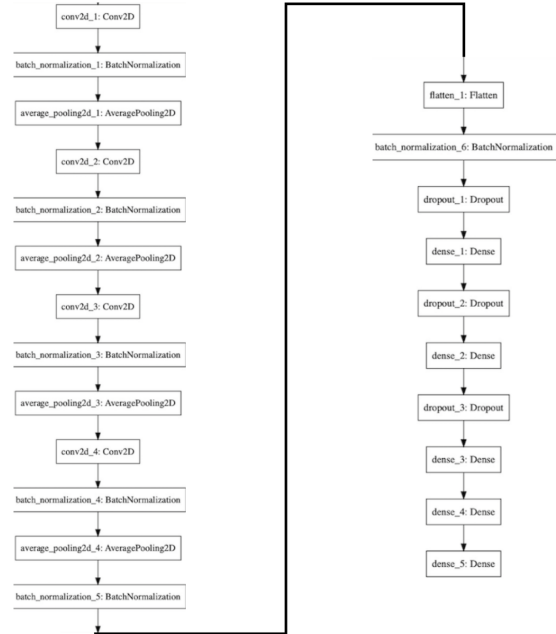 conv2d_1: Conv2D
batch_normalization_1: BatchNormalization
average_pooling2d_1: AveragePooling2D
conv2d_2: Conv2D
batch_normalization_2: BatchNormalization
average_pooling2d_2: AveragePooling2D
conv2d_3: Conv2D
batch_normalization_3: BatchNormalization
average_pooling2d_3: AveragePooling2D
conv2d_4: Conv2D
batch_normalization_4: BatchNormalization
average_pooling2d_4: AveragePooling2D
batch_normalization_5: BatchNormalization
flatten_1: Flatten
batch_normalization_6: BatchNormalization
dropout_1: Dropout
dense_1: Dense
dropout_2: Dropout
dense_2: Dense
dropout_3: Dropout
dense_3: Dense
dense_4: Dense
dense_5: Dense